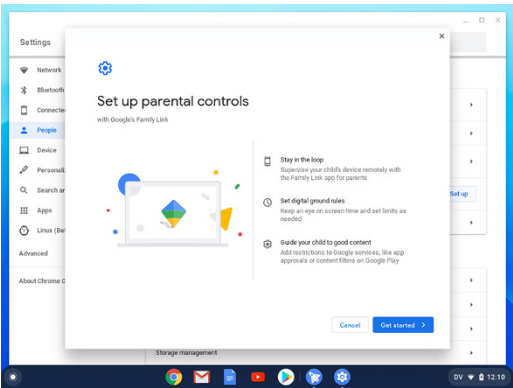 Settings
Network
Bluetooth
Connecte
People
Device
Personali
Search ar
Apps
Linux (Bet
Advanced
About Chrome O
Set up parental controls
with Google's Family Link
Stay in the loop
Supervise your child's device remotely with
the Family Link app for parents
Set digital ground rules
Keep an eye on screen time and set limits as
needed
Guide your child to good content
Add restrictions to Google services, like app
approvals or content filters on Google Play
Cancel
Get started
Set up
Storage management
DV
12:10